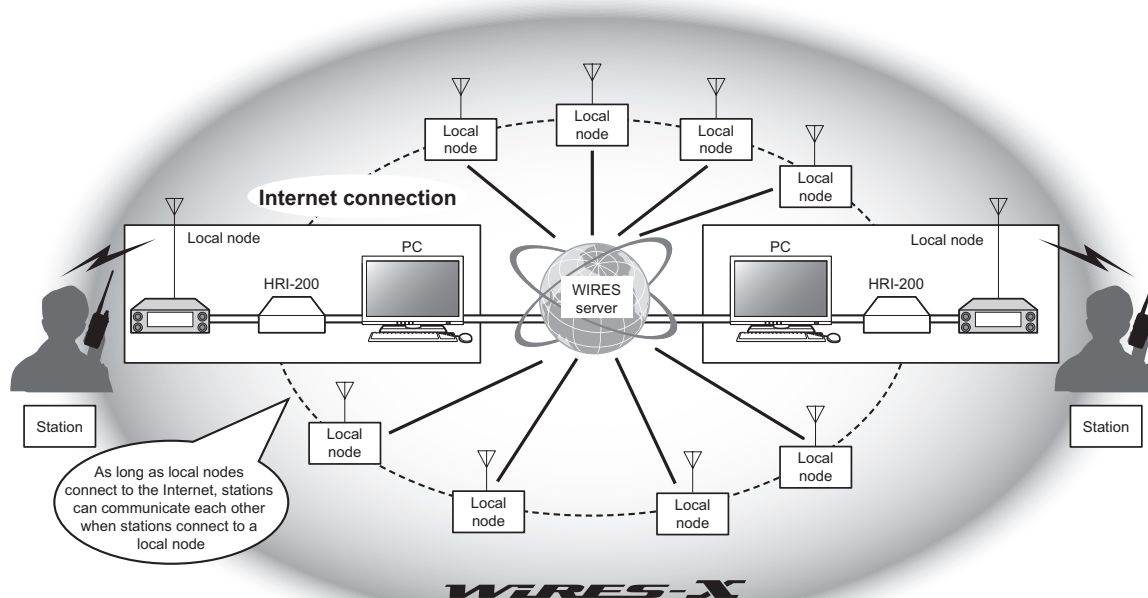 Local
node
Local
node
Local
node
Local
node
Internet connection
Local node
PC
HRI-200
WIRES
server
PC
Local node
HRI-200
Station
Station
Local
node
Local
node
Local
node
Local
node
As long as local nodes
connect to the Internet, stations
can communicate each other
when stations connect to a
local node
WiRES-X